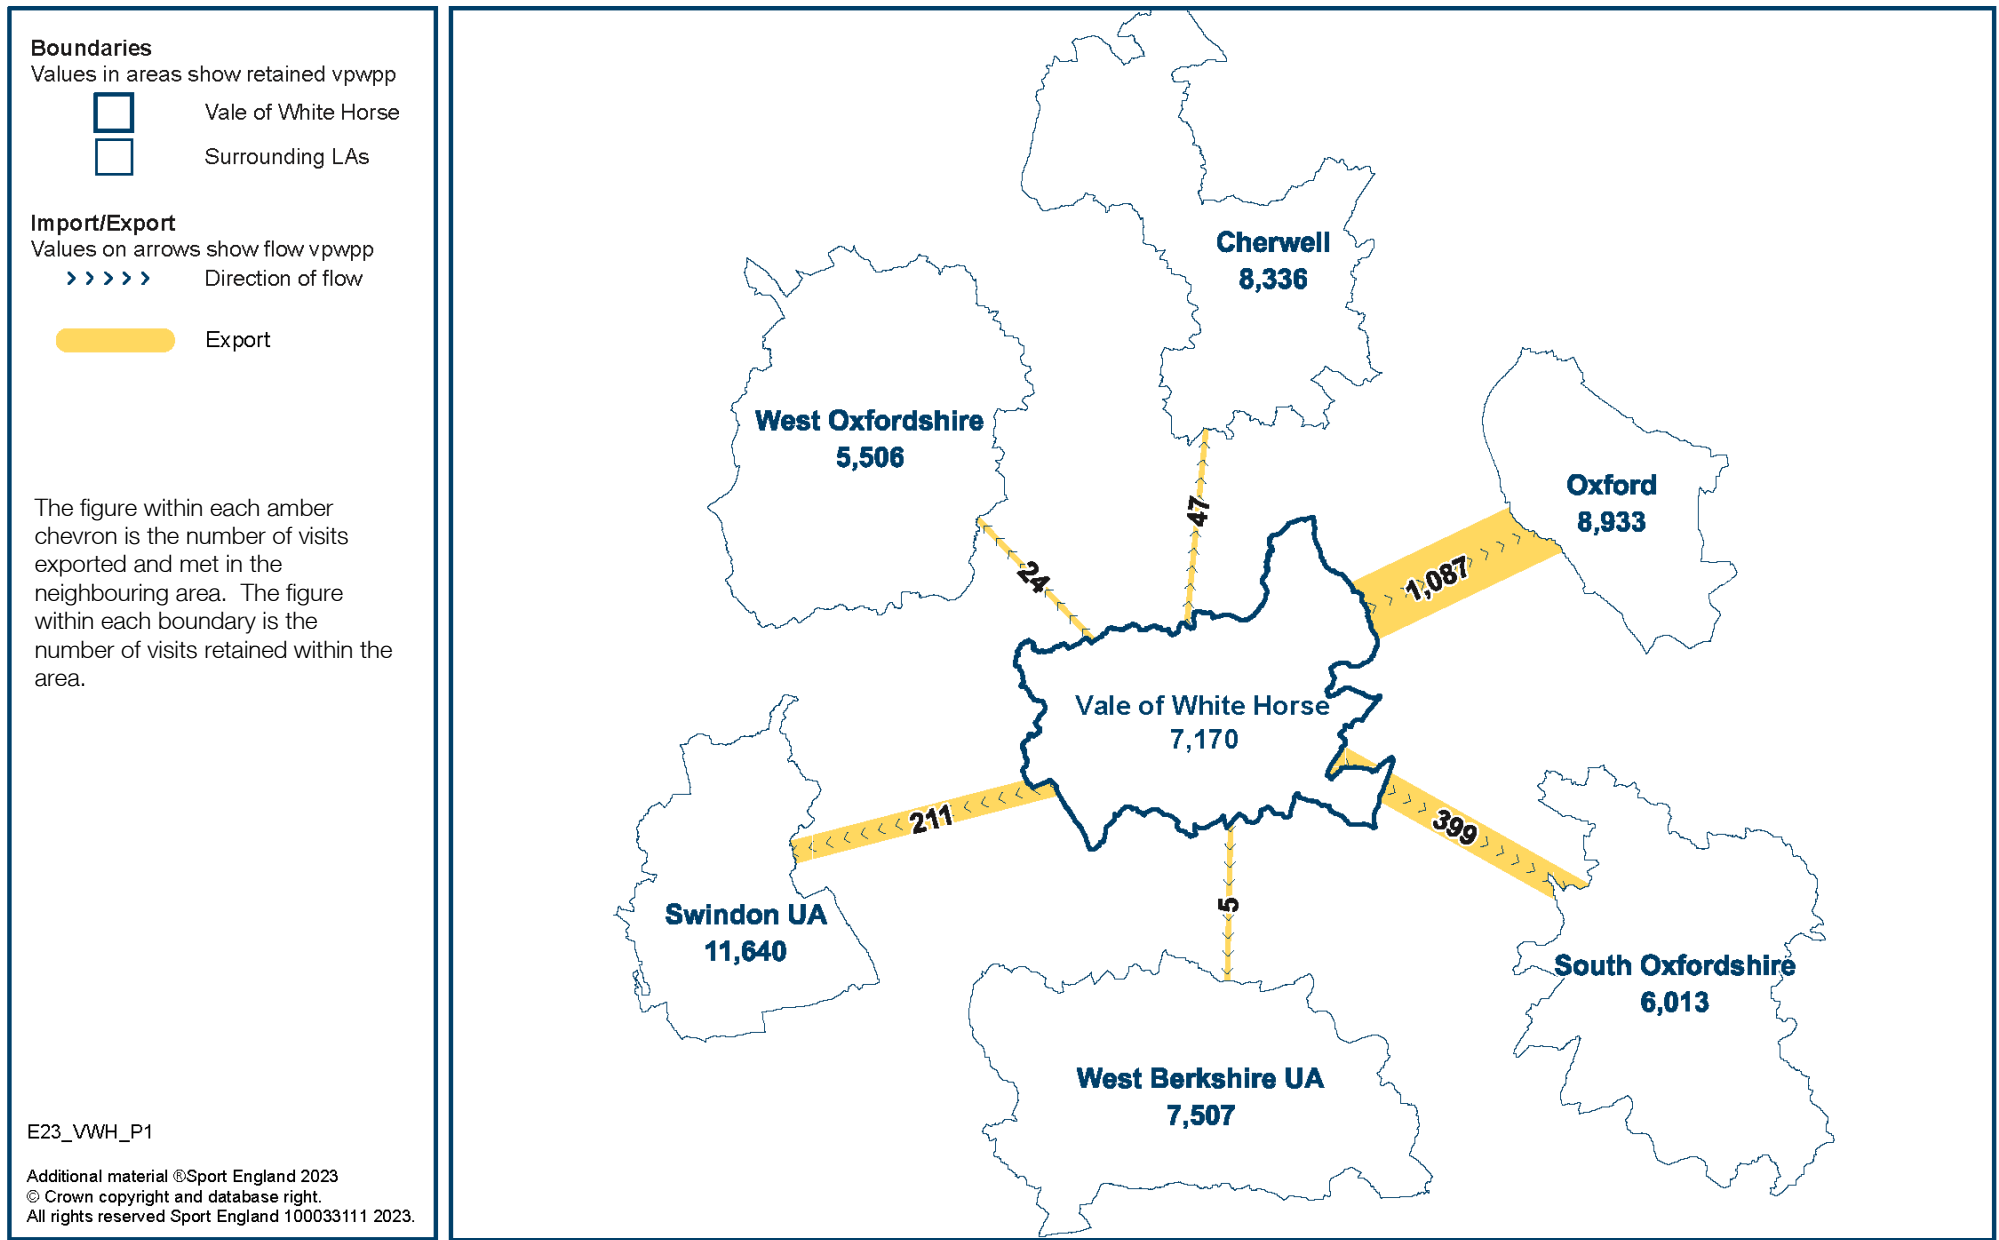 Boundaries
Values in areas show retained vpwpp
Vale of White Horse
Surrounding LAs
Import/Export
Values on arrows show flow vpwpp
Direction of flow
Export
The figure within each amber
chevron is the number of visits
exported and met in the
neighbouring area.  The figure
within each boundary is the
number of visits retained within the
area.
E23_VWH_P1
Additional material ®Sport England 2023
© Crown copyright and database right.
All rights reserved Sport England 100033111 2023.
Cherwell
8,336
West Oxfordshire
5,506
Oxford
8,933
47
24
1,087
Vale of White Horse
7,170
211
399
5
Swindon UA
11,640
South Oxfordshire
6,013
West Berkshire UA
7,507